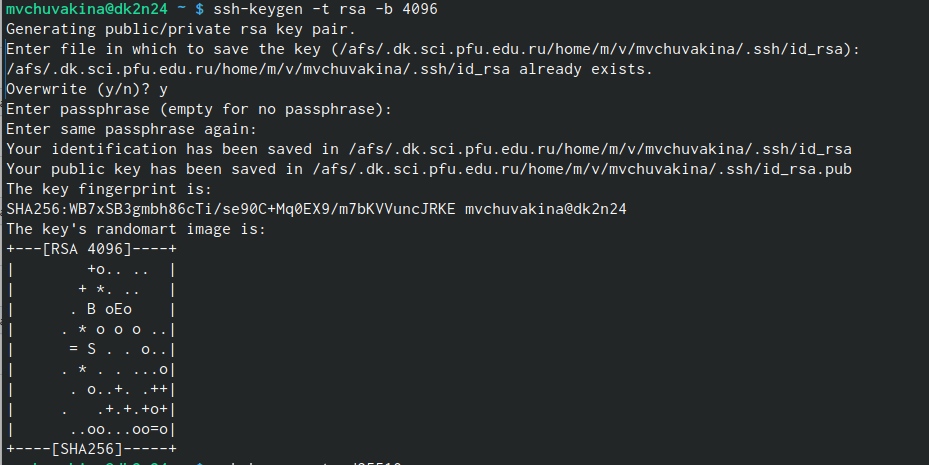 mvchuvakina@dk2n24 ~ $ ssh-keygen -t rsa -b 4096
Generating public/private rsa key pair.
Enter file in which to save the key (/afs/.dk.sci.pfu.edu.ru/home/m/v/mvchuvakina/.ssh/id_rsa):
/afs/.dk.sci.pfu.edu.ru/home/m/v/mvchuvakina/.ssh/id_rsa already exists.
Overwrite (y/n)? y
Enter passphrase (empty for no passphrase):
Enter same passphrase again:
Your identification has been saved in /afs/.dk.sci.pfu.edu.ru/home/m/v/mvchuvakina/.ssh/id_rsa
Your public key has been saved in /afs/.dk.sci.pfu.edu.ru/home/m/v/mvchuvakina/.ssh/id_rsa.pub
The key fingerprint is:
SHA256:WB7xSB3gmbh86cTi/se90C+Mq0EX9/m7bKVVuncJRKE mvchuvakina@dk2n24
The key's randomart image is:
+---[RSA 4096]----+
|        +o.. ..  |
|       + *. ..   |
|      . B oEo    |
|     . * o o o ..|
|      = S . . o..|
|     . * . . ...o|
|      . o..+. .++|
|     .   .+.+.+o+|
|      ..oo...oo=o|
+----[SHA256]-----+